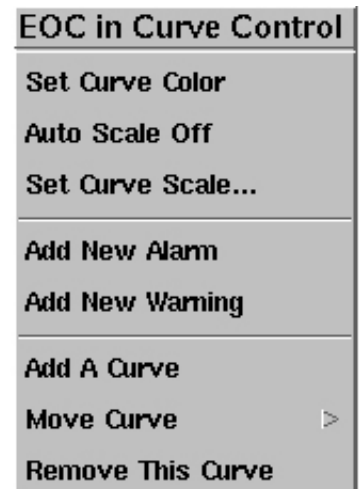 EOC in Curve Control
Set Curve Color
Auto Scale Off
Set Curve Scale...
Add New Alarm
Add New Warning
Add A Curve
Move Curve
Remove This Curve